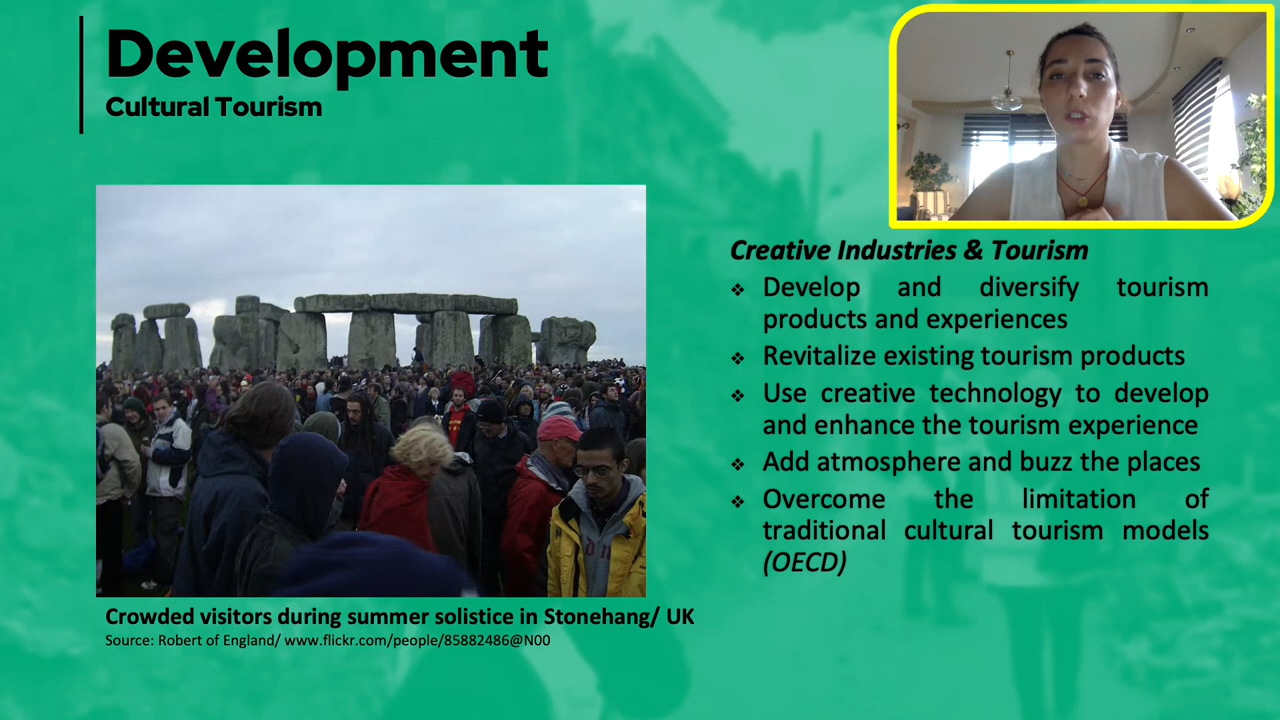 Development
Cultural Tourism
Crowded visitors during summer solistice in Stonehang/ UK
Source: Robert of England/ www.flickr.com/people/85882486@N00
Creative Industries & Tourism
❖ Develop and diversify tourism
products and experiences
❖ Revitalize existing tourism products
❖ Use creative technology to develop
and enhance the tourism experience
❖ Add atmosphere and buzz the places
❖ Overcome the limitation of
traditional cultural tourism models
(OECD)